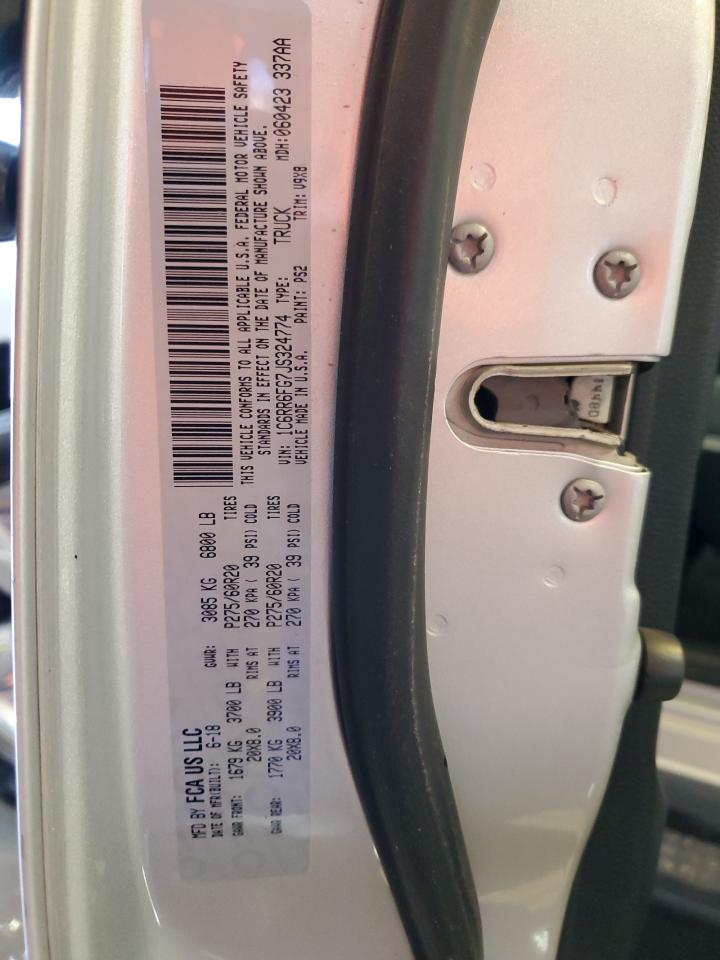 MFD BY FCA US LLC
DATE OF MFR(BUILT): 6-18 GVWR: 3085 KG 6800 LB
GAWR FRONT: 1679 KG 3700 LB WITH P275/60R20 TIRES
20X8.0 RIMS AT 270 KPA ( 39 PSI) COLD
GAWR REAR: 1770 KG 3900 LB WITH P275/60R20 TIRES
20X8.0 RIMS AT 270 KPA ( 39 PSI) COLD
THIS VEHICLE CONFORMS TO ALL APPLICABLE U.S.A. FEDERAL MOTOR VEHICLE SAFETY
STANDARDS IN EFFECT ON THE DATE OF MANUFACTURE SHOWN ABOVE.
VIN: 1C6RR6FG7JS324774 TYPE: TRUCK MDH:060423 337AA
VEHICLE MADE IN U.S.A. PAINT: PS2 TRIM: V9X8